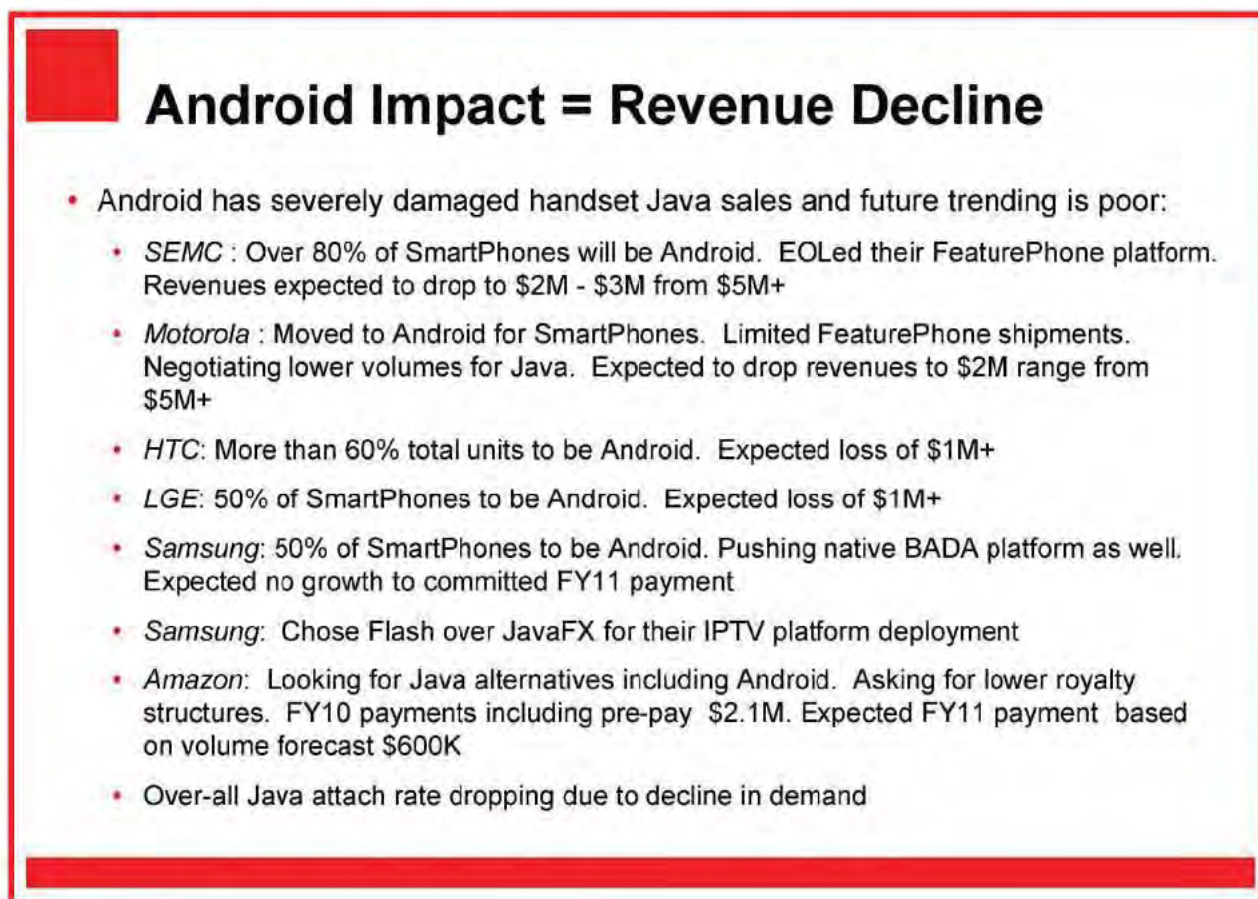 Android Impact = Revenue Decline
• Android has severely damaged handset Java sales and future trending is poor:
• SEMC : Over 80% of SmartPhones will be Android.  EOLed their FeaturePhone platform.
Revenues expected to drop to $2M - $3M from $5M+
• Motorola : Moved to Android for SmartPhones.  Limited FeaturePhone shipments.
Negotiating lower volumes for Java.  Expected to drop revenues to $2M range from
$5M+
• HTC: More than 60% total units to be Android.  Expected loss of $1M+
• LGE: 50% of SmartPhones to be Android.  Expected loss of $1M+
• Samsung: 50% of SmartPhones to be Android. Pushing native BADA platform as well.
Expected no growth to committed FY11 payment
• Samsung:  Chose Flash over JavaFX for their IPTV platform deployment
• Amazon:  Looking for Java alternatives including Android.  Asking for lower royalty
structures.  FY10 payments including pre-pay  $2.1M. Expected FY11 payment  based
on volume forecast $600K
• Over-all Java attach rate dropping due to decline in demand